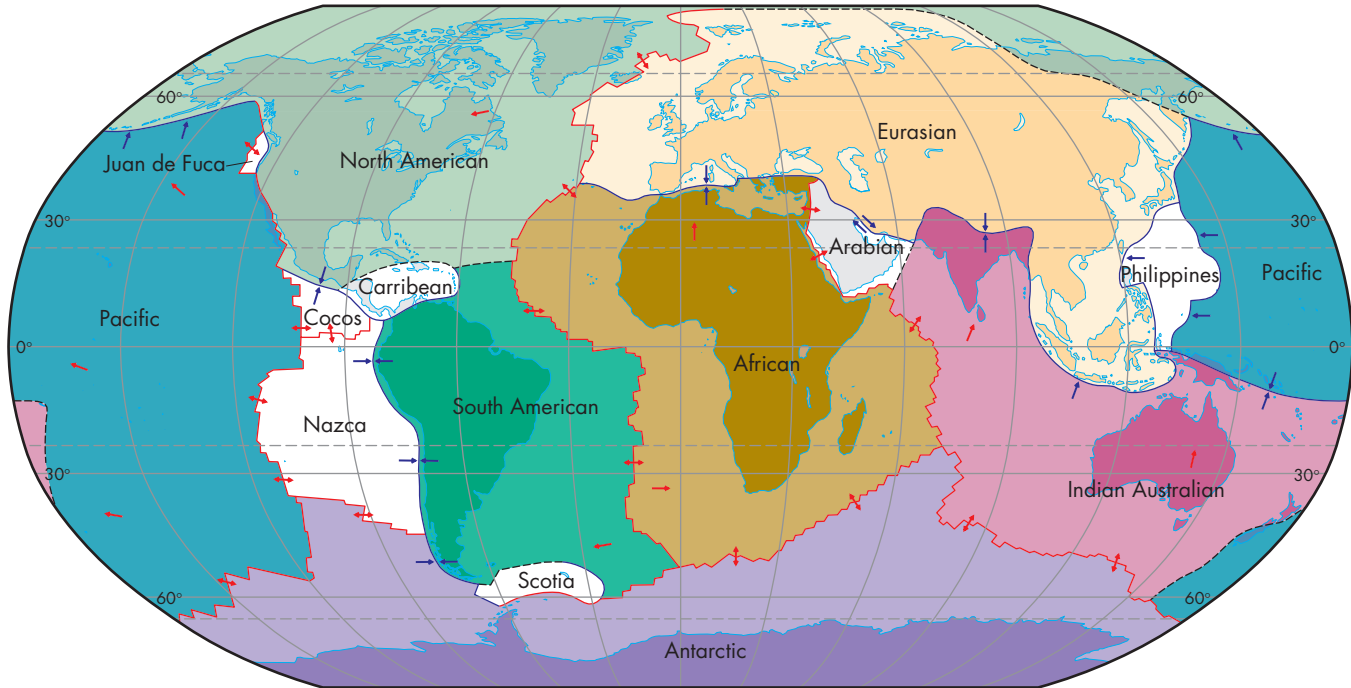 60°
60°
Eurasian
Juan de Fuca
North American
30°
30°
Arabian
Carribean
Philippines
Pacific
Pacific
Cocos
0°
0°
African
South American
Nazca
30°
30°
Indian Australian
Scotia
60°
60°
Antarctic